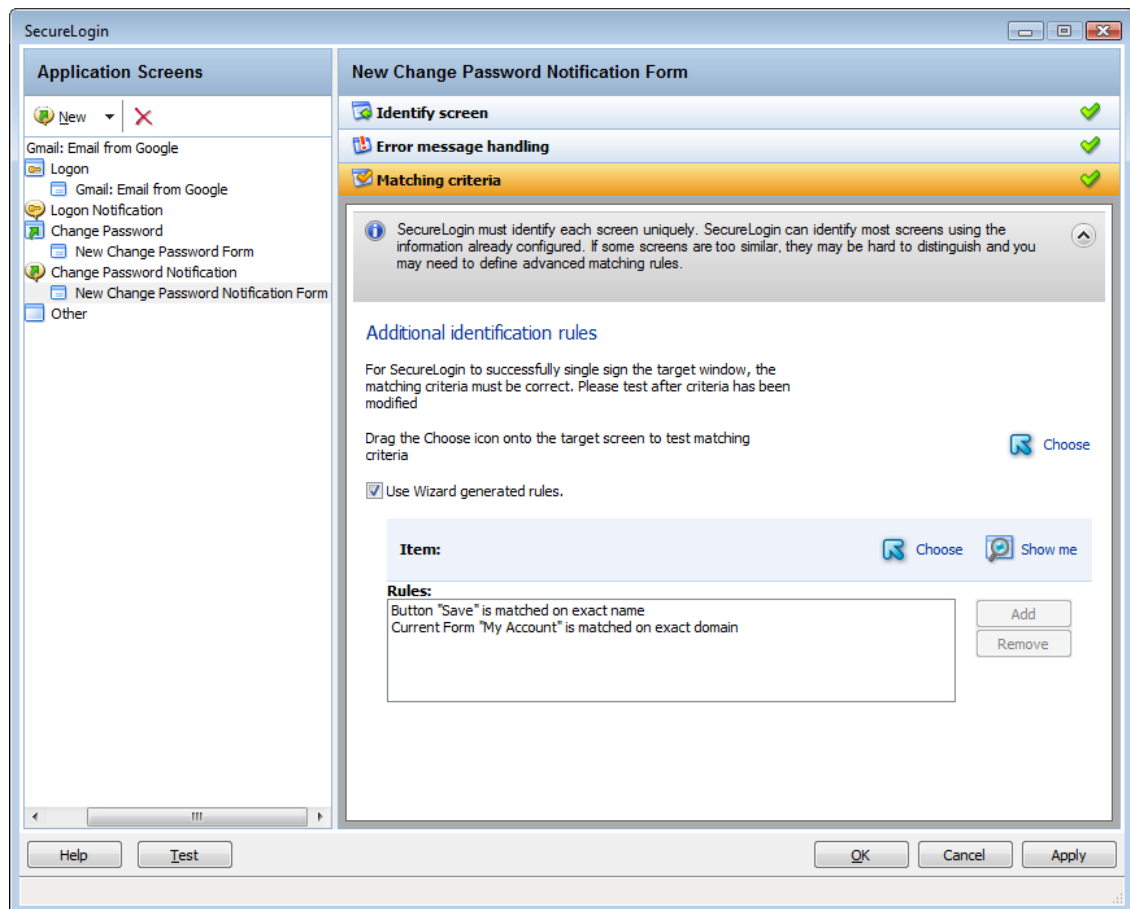 SecureLogin
Application Screens
New
Gmail: Email from Google
Logon
Gmail: Email from Google
Logon Notification
Change Password
New Change Password Form
Change Password Notification
New Change Password Notification Form
Other
New Change Password Notification Form
Identify screen
Error message handling
Matching criteria
SecureLogin must identify each screen uniquely. SecureLogin can identify most screens using the
information already configured. If some screens are too similar, they may be hard to distinguish and you
may need to define advanced matching rules.
Additional identification rules
For SecureLogin to successfully single sign the target window, the
matching criteria must be correct. Please test after criteria has been
modified
Drag the Choose icon onto the target screen to test matching
criteria
Choose
Use Wizard generated rules.
Item:
Choose
Show me
Rules:
Button "Save" is matched on exact name
Current Form "My Account" is matched on exact domain
Add
Remove
Help
Test
OK
Cancel
Apply